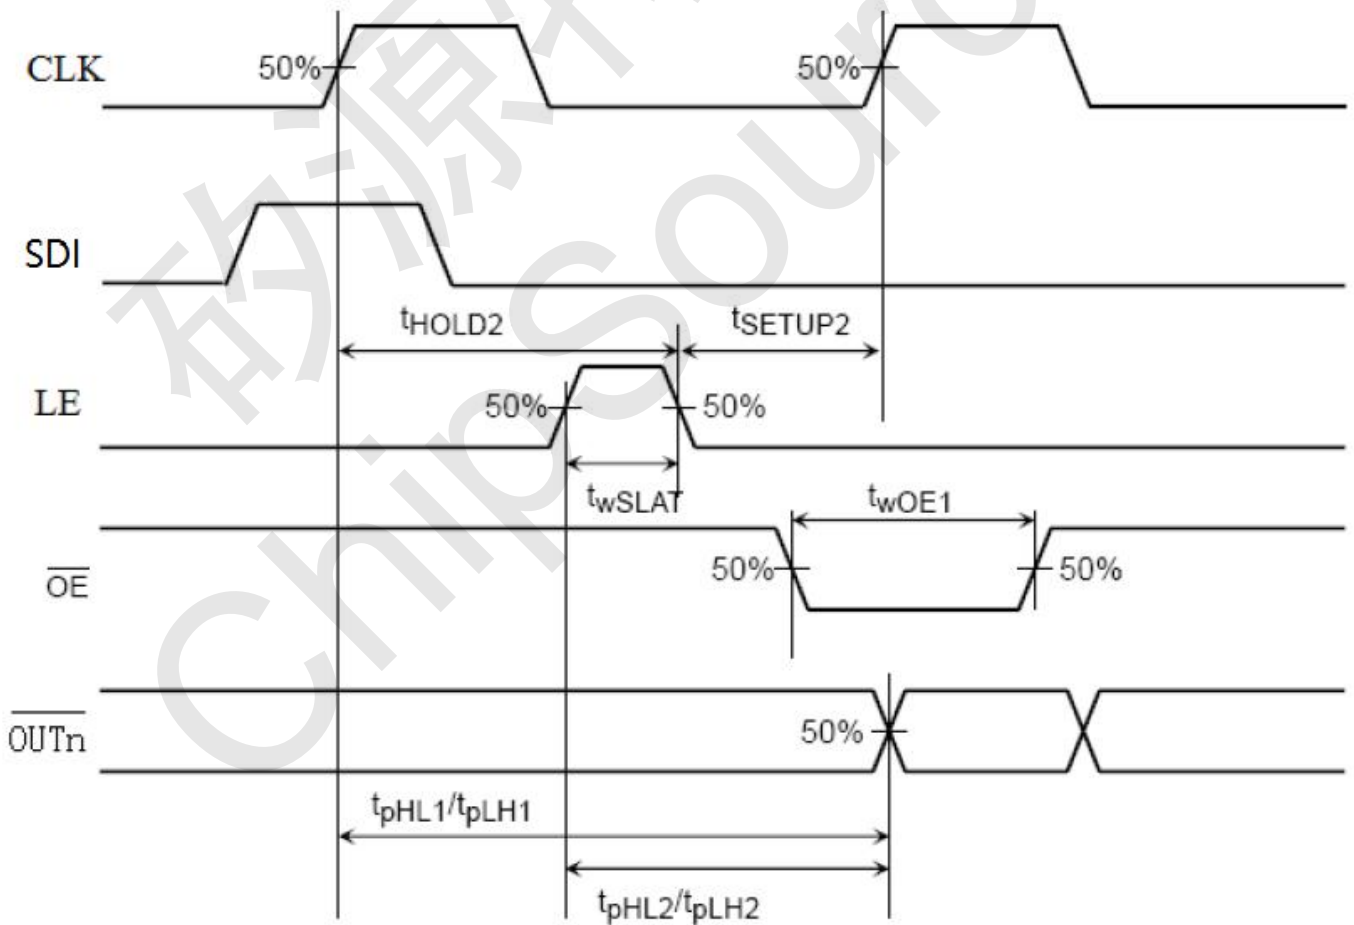 CLK
50%
50%
SDI
tHOLD2
tSETUP2
LE
50%
50%
twSLAT
twOE1
OE
50%
50%
OUTn
50%
tpHL1/tpLH1
tpHL2/tpLH2
矽源
ChipSourc